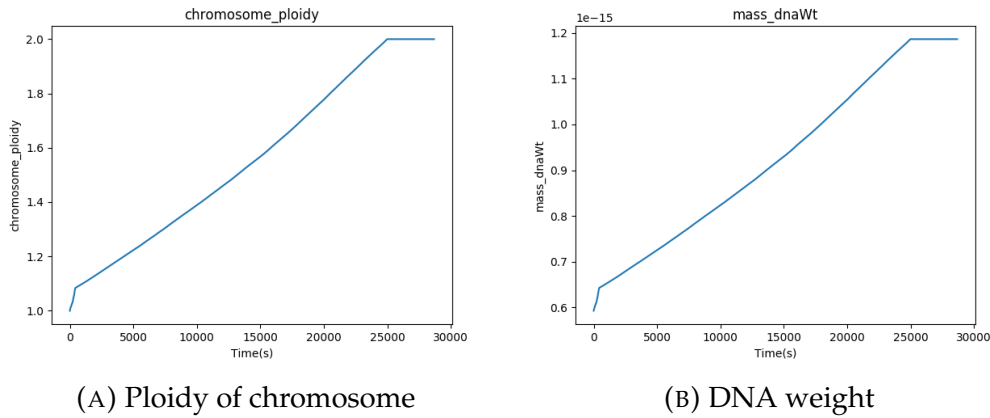 chromosome_ploidy
2.0
1.8
1.6
1.4
1.2
1.0
chromosome_ploidy
0 5000 10000 15000 20000 25000 30000
Time(s)
(A) Ploidy of chromosome
mass_dnaWt
1e−15
1.2
1.1
1.0
0.9
0.8
0.7
0.6
mass_dnaWt
0 5000 10000 15000 20000 25000 30000
Time(s)
(B) DNA weight